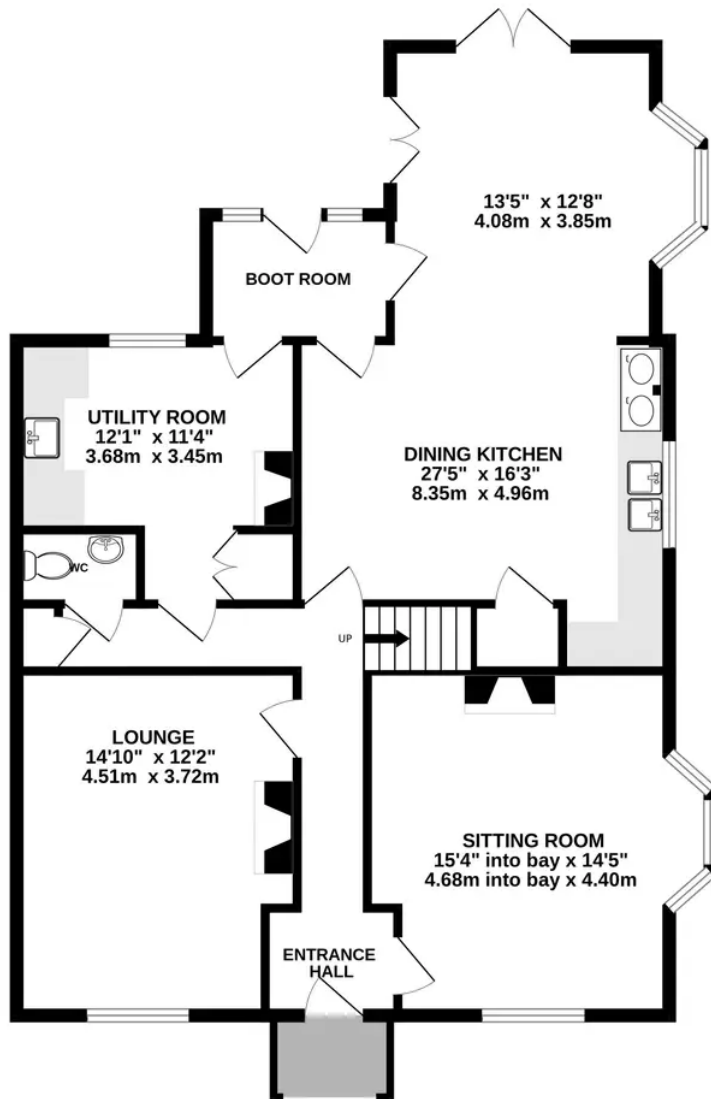 13'5" x 12'8"
4.08m x 3.85m
BOOT ROOM
UTILITY ROOM
12'1" x 11'4"
3.68m x 3.45m
DINING KITCHEN
27'5" x 16'3"
8.35m x 4.96m
WC
UP
LOUNGE
14'10" x 12'2"
4.51m x 3.72m
SITTING ROOM
15'4" into bay x 14'5"
4.68m into bay x 4.40m
ENTRANCE
HALL